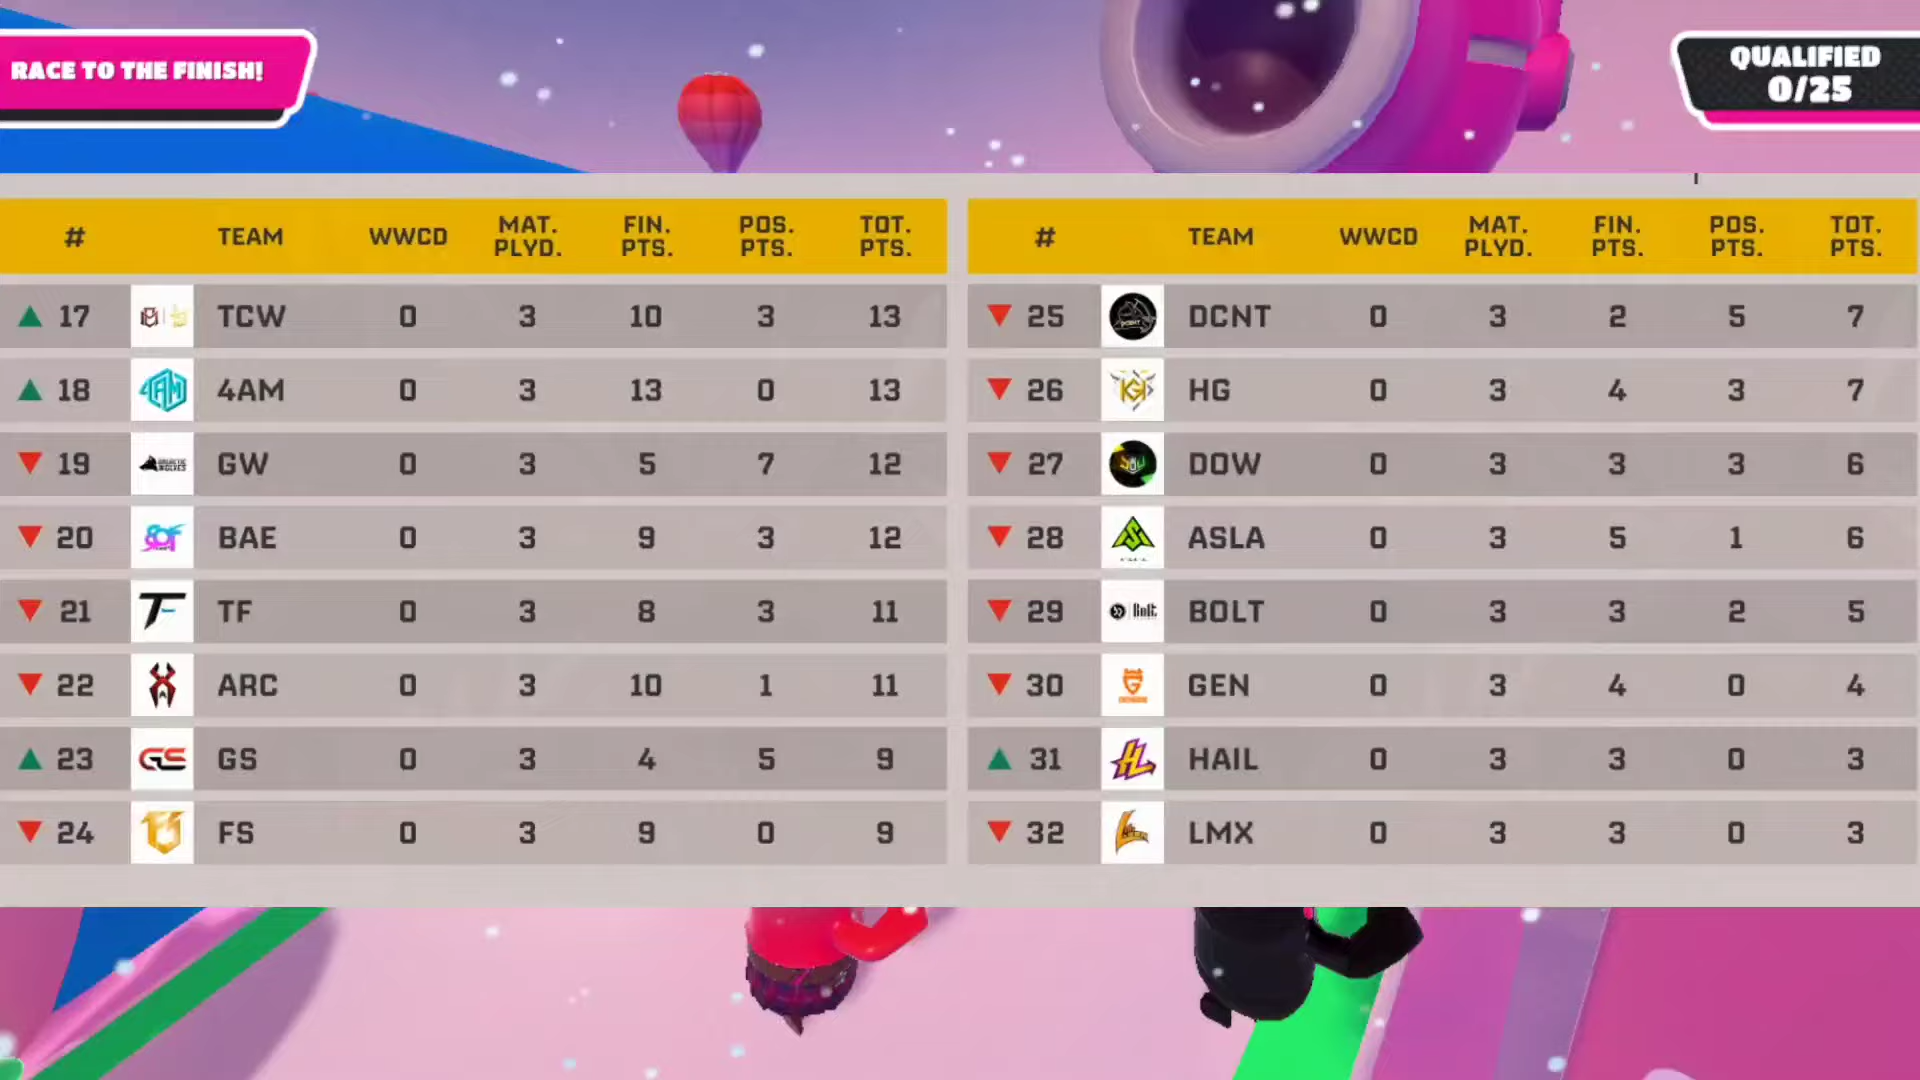 RACE TO THE FINISH!
QUALIFIED
0/25
# TEAM WWCD MAT. PLYD. FIN. PTS. POS. PTS. TOT. PTS.
17 TCW 0 3 10 3 13
18 4AM 0 3 13 0 13
19 GW 0 3 5 7 12
20 BAE 0 3 9 3 12
21 TF 0 3 8 3 11
22 ARC 0 3 10 1 11
23 GS 0 3 4 5 9
24 FS 0 3 9 0 9
# TEAM WWCD MAT. PLYD. FIN. PTS. POS. PTS. TOT. PTS.
25 DCNT 0 3 2 5 7
26 HG 0 3 4 3 7
27 DOW 0 3 3 3 6
28 ASLA 0 3 5 1 6
29 BOLT 0 3 3 2 5
30 GEN 0 3 4 0 4
31 HAIL 0 3 3 0 3
32 LMX 0 3 3 0 3